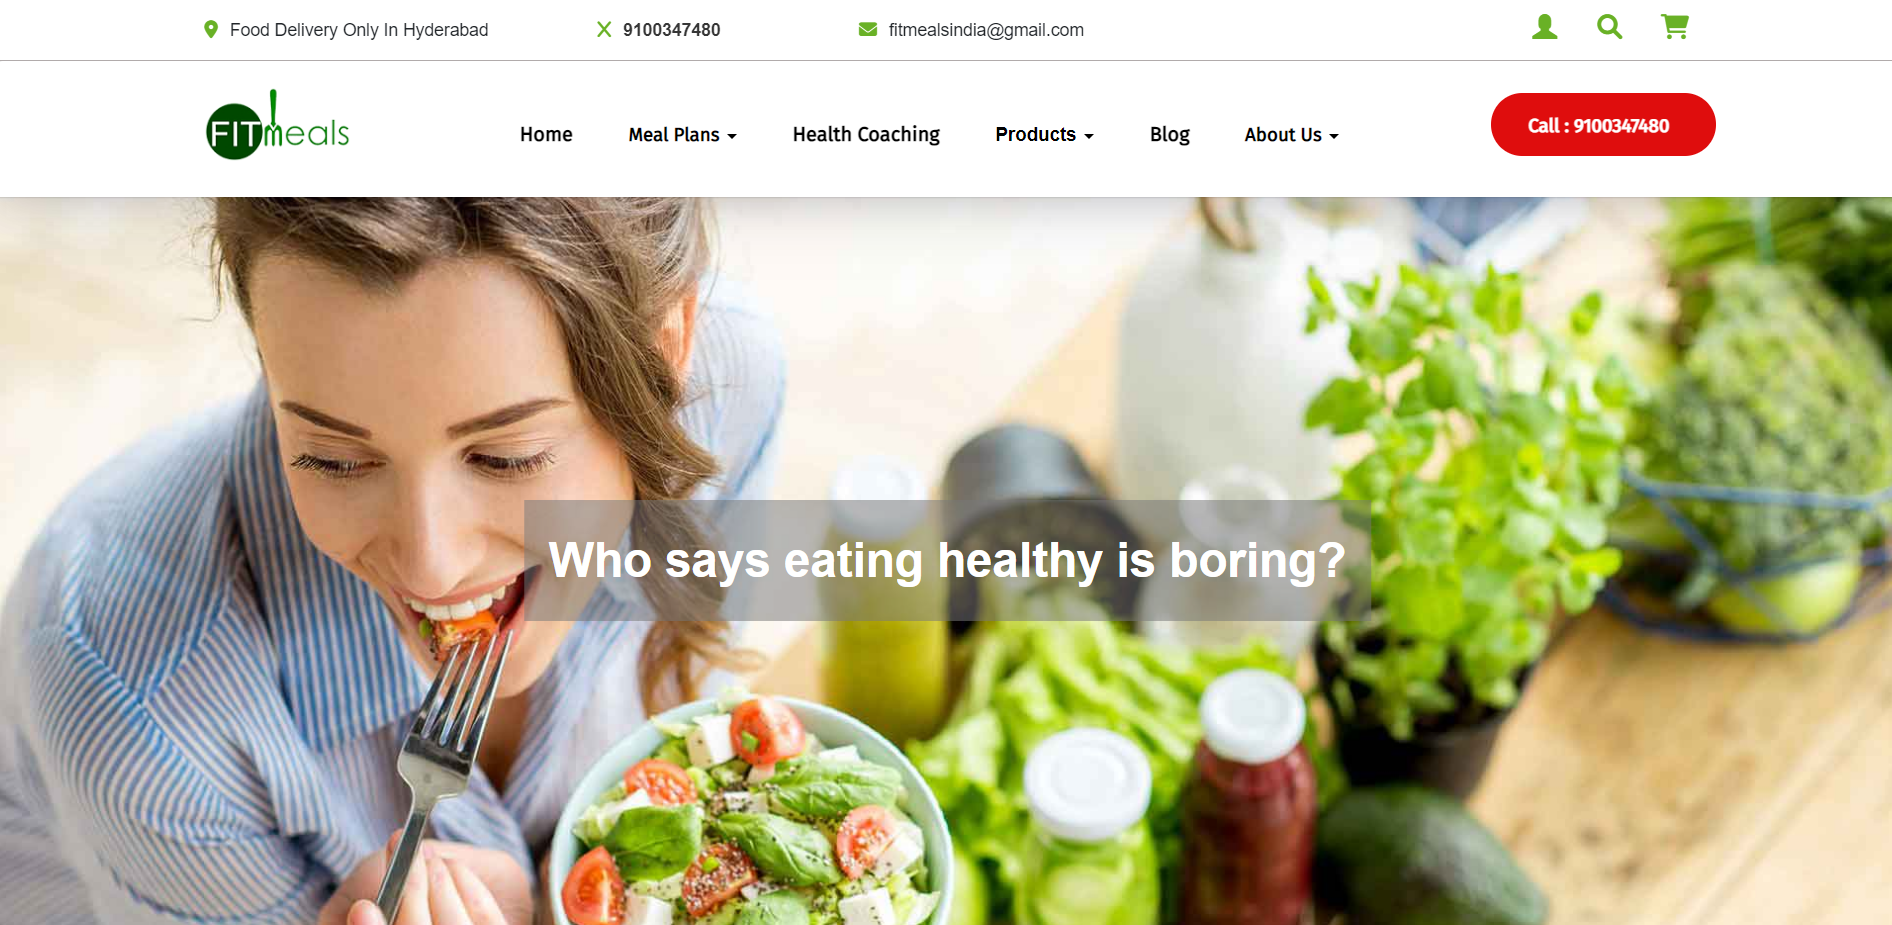 Food Delivery Only In Hyderabad
9100347480
fitmealsindia@gmail.com
FITmeals
Home
Meal Plans
Health Coaching
Products
Blog
About Us
Call : 9100347480
Who says eating healthy is boring?